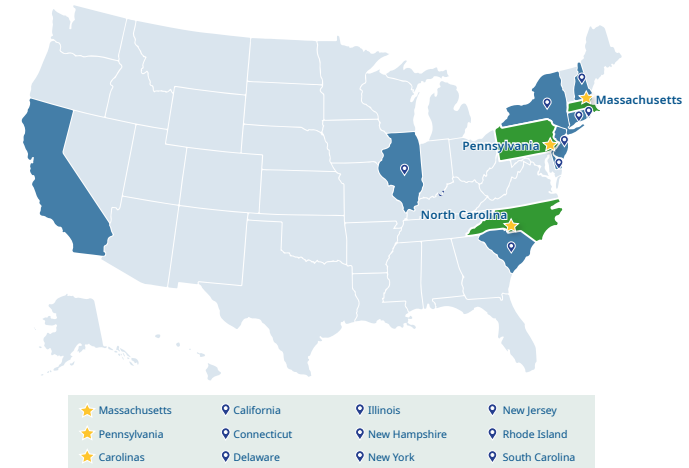 Massachusetts
Pennsylvania
North Carolina
Massachusetts California Illinois New Jersey
Pennsylvania Connecticut New Hampshire Rhode Island
Carolinas Delaware New York South Carolina